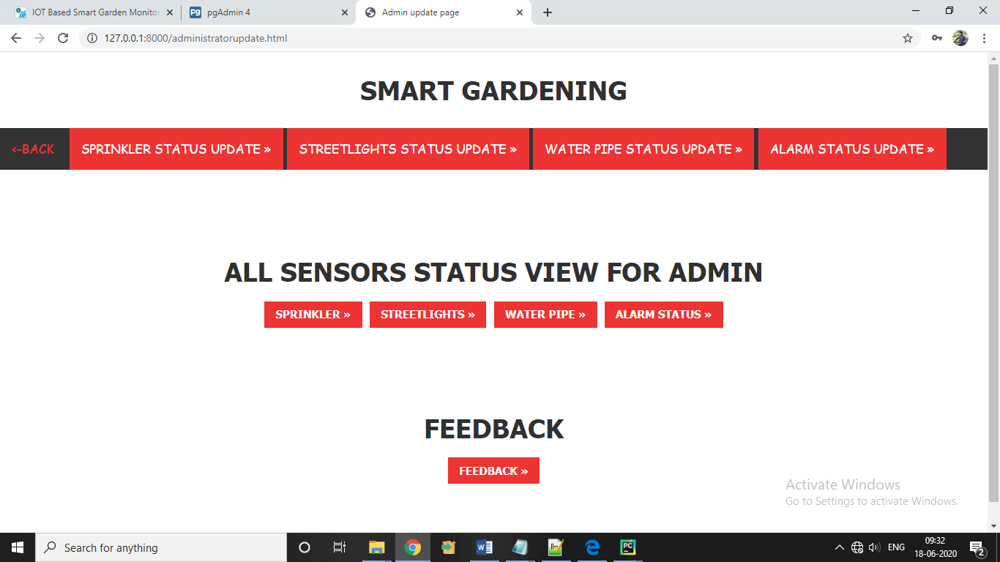 IOT Based Smart Garden Monitor
pgAdmin 4
Admin update page
127.0.0.1:8000/administratorupdate.html
SMART GARDENING
<-BACK
SPRINKLER STATUS UPDATE »
STREETLIGHTS STATUS UPDATE »
WATER PIPE STATUS UPDATE »
ALARM STATUS UPDATE »
ALL SENSORS STATUS VIEW FOR ADMIN
SPRINKLER »
STREETLIGHTS »
WATER PIPE »
ALARM STATUS »
FEEDBACK
FEEDBACK »
Activate Windows
Go to Settings to activate Windows.
Search for anything
ENG
09:32
18-06-2020
2